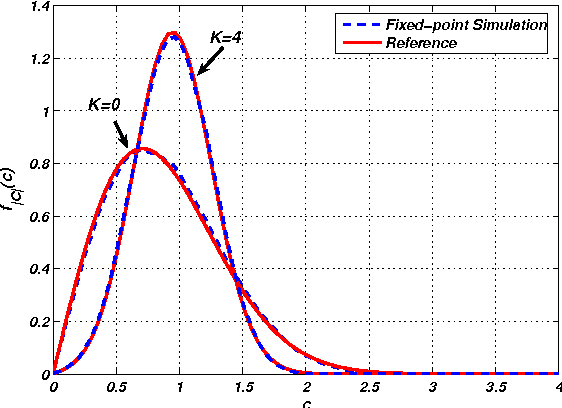 1.4
1.2
1
0.8
0.6
0.4
0.2
0
f|C|(c)
K=4
K=0
Fixed-point Simulation
Reference
0 0.5 1 1.5 2 2.5 3 3.5 4
c